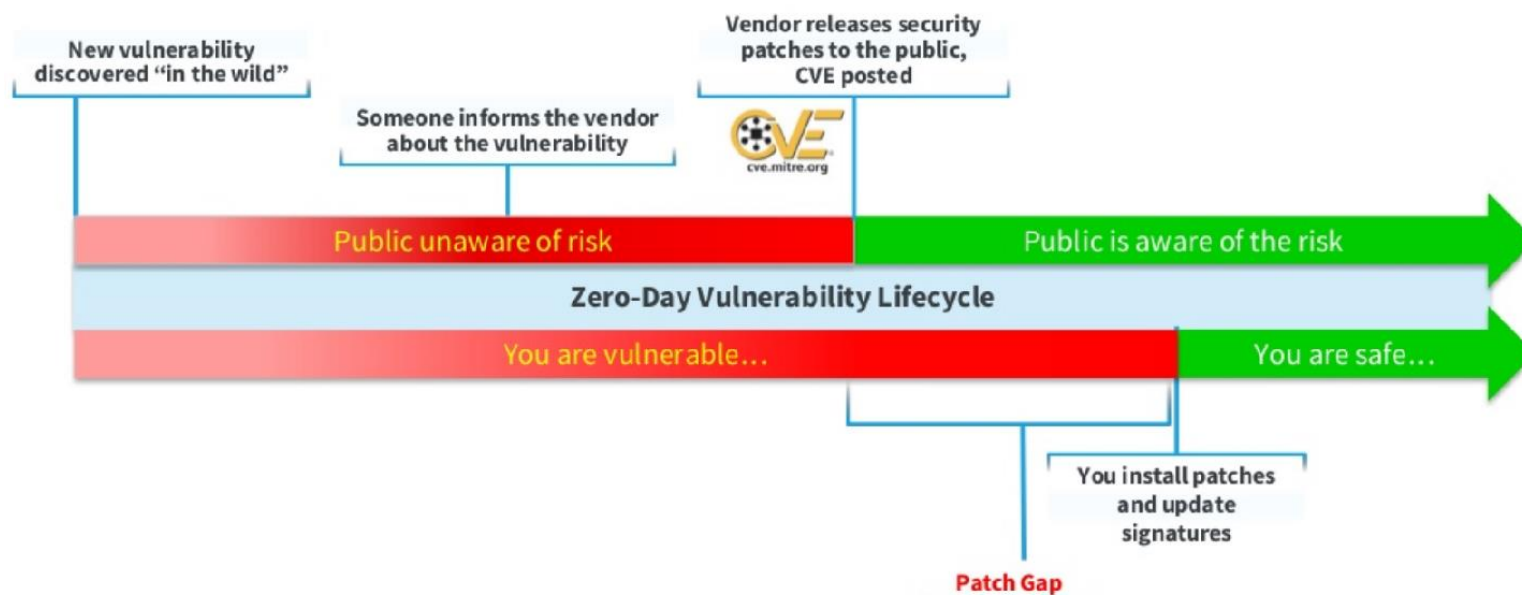 New vulnerability
discovered “in the wild”
Someone informs the vendor
about the vulnerability
Vendor releases security
patches to the public,
CVE posted
CVE
cve.mitre.org
Public unaware of risk
Public is aware of the risk
Zero-Day Vulnerability Lifecycle
You are vulnerable...
You are safe...
You install patches
and update
signatures
Patch Gap